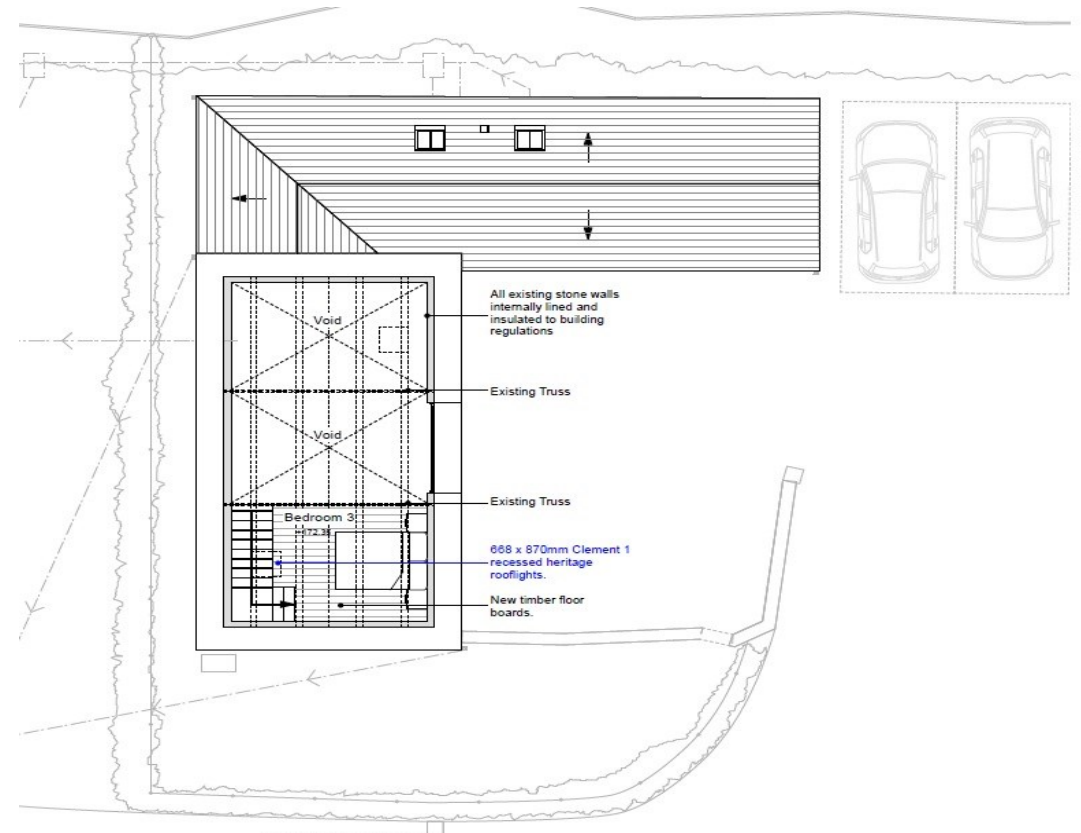 All existing stone walls
internally lined and
insulated to building
regulations
Void
Existing Truss
Void
Existing Truss
Bedroom 3
668 x 870mm Clement 1
recessed heritage
rooflights.
New timber floor
boards.